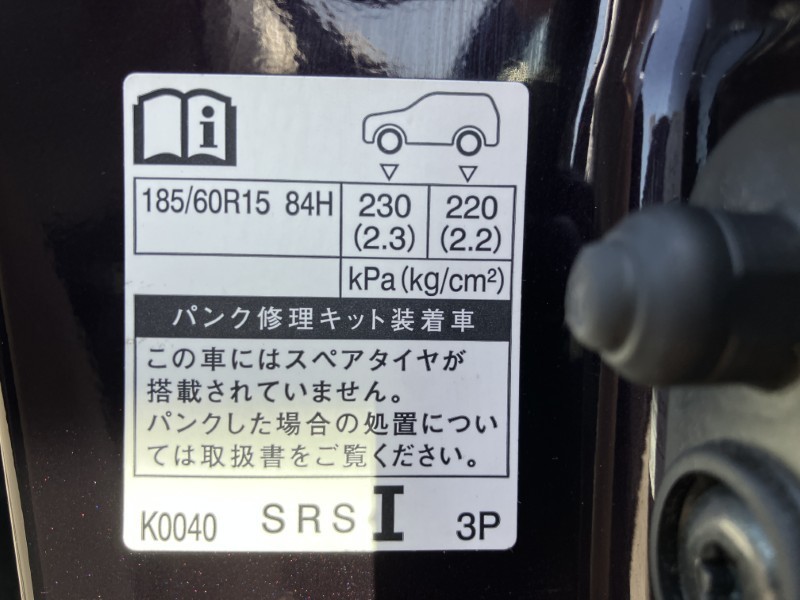 185/60R15 84H 230 220
(2.3) (2.2)
kPa(kg/cm²)
パンク修理キット装着車
この車にはスペアタイヤが
搭載されていません。
パンクした場合の処置につい
ては取扱書をご覧ください。
K0040 SRS I 3P